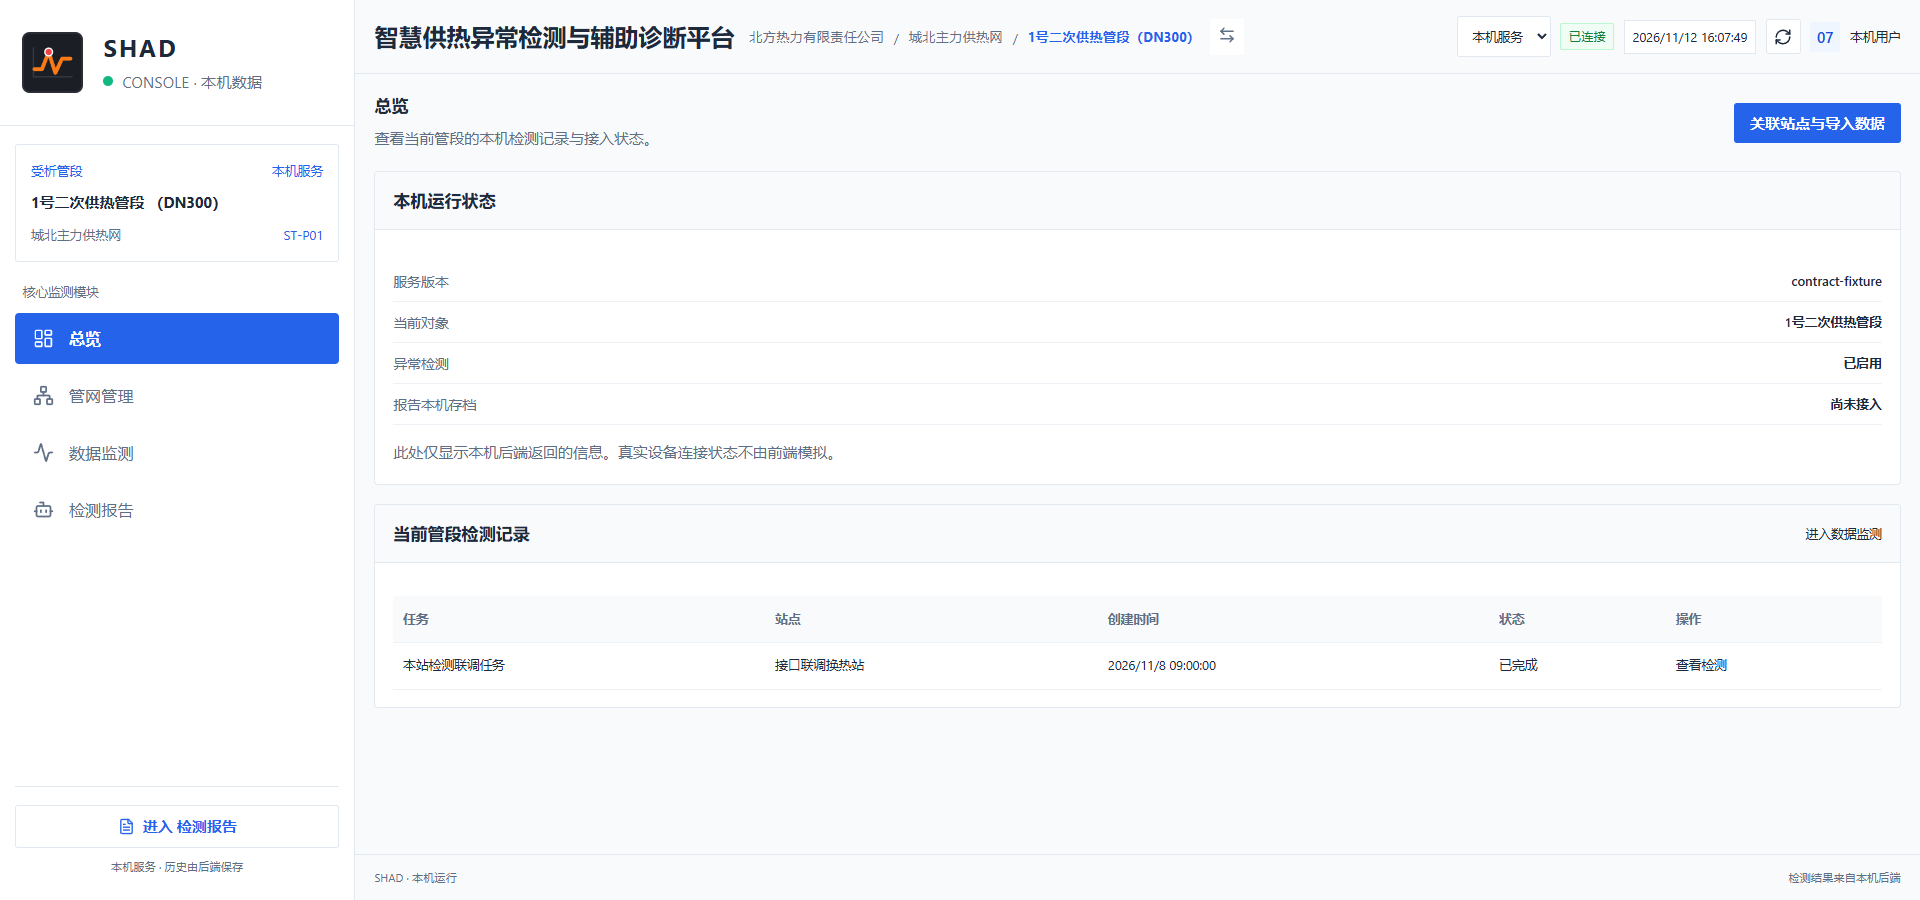 SHAD
CONSOLE · 本机数据
受析管段 本机服务
1号二次供热管段 （DN300）
城北主力供热网 ST-P01
核心监测模块
总览
管网管理
数据监测
检测报告
进入 检测报告
本机服务 · 历史由后端保存
智慧供热异常检测与辅助诊断平台 北方热力有限责任公司 / 城北主力供热网 / 1号二次供热管段（DN300） 本机服务 已连接 2026/11/12 16:07:49 07 本机用户
总览
查看当前管段的本机检测记录与接入状态。
关联站点与导入数据
本机运行状态
服务版本 contract-fixture
当前对象 1号二次供热管段
异常检测 已启用
报告本机存档 尚未接入
此处仅显示本机后端返回的信息。真实设备连接状态不由前端模拟。
当前管段检测记录 进入数据监测
任务 站点 创建时间 状态 操作
本站检测联调任务 接口联调换热站 2026/11/8 09:00:00 已完成 查看检测
SHAD · 本机运行 检测结果来自本机后端